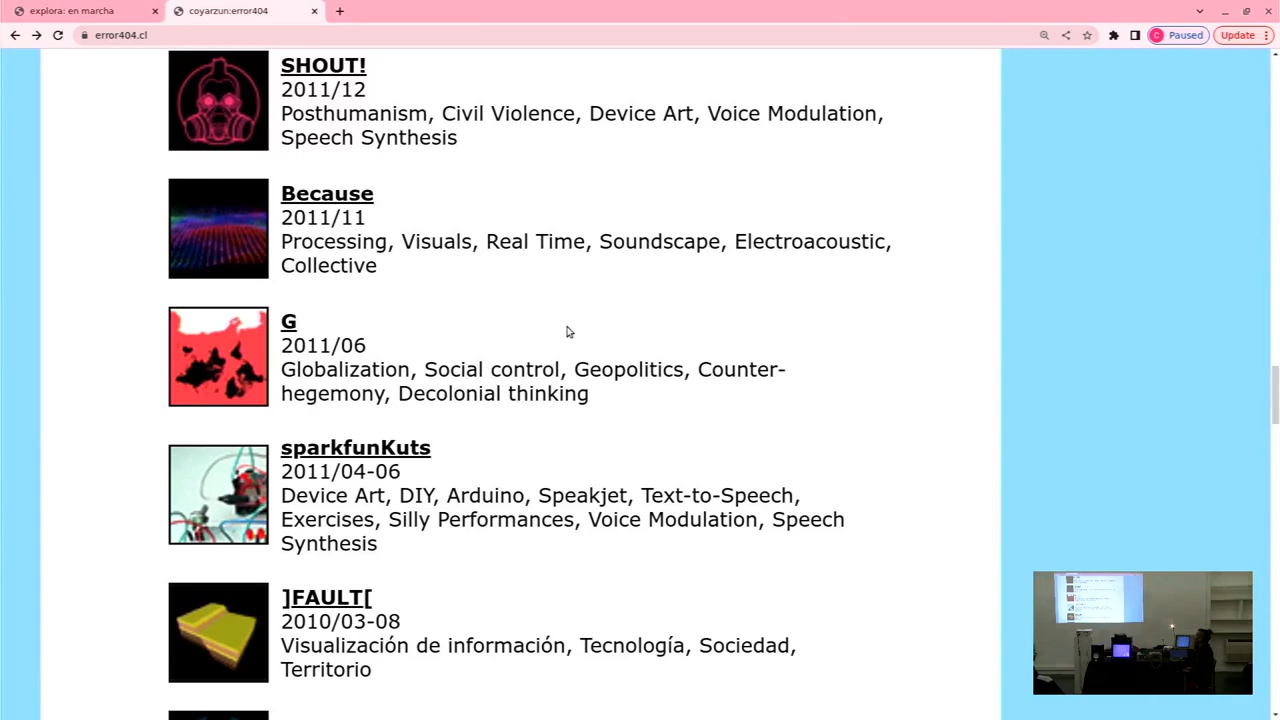 explora: en marcha
coyarzun:error404
error404.cl
C
Paused
Update
SHOUT!
2011/12
Posthumanism, Civil Violence, Device Art, Voice Modulation,
Speech Synthesis
Because
2011/11
Processing, Visuals, Real Time, Soundscape, Electroacoustic,
Collective
G
2011/06
Globalization, Social control, Geopolitics, Counter-
hegemony, Decolonial thinking
sparkfunKuts
2011/04-06
Device Art, DIY, Arduino, Speakjet, Text-to-Speech,
Exercises, Silly Performances, Voice Modulation, Speech
Synthesis
]FAULT[
2010/03-08
Visualización de información, Tecnología, Sociedad,
Territorio